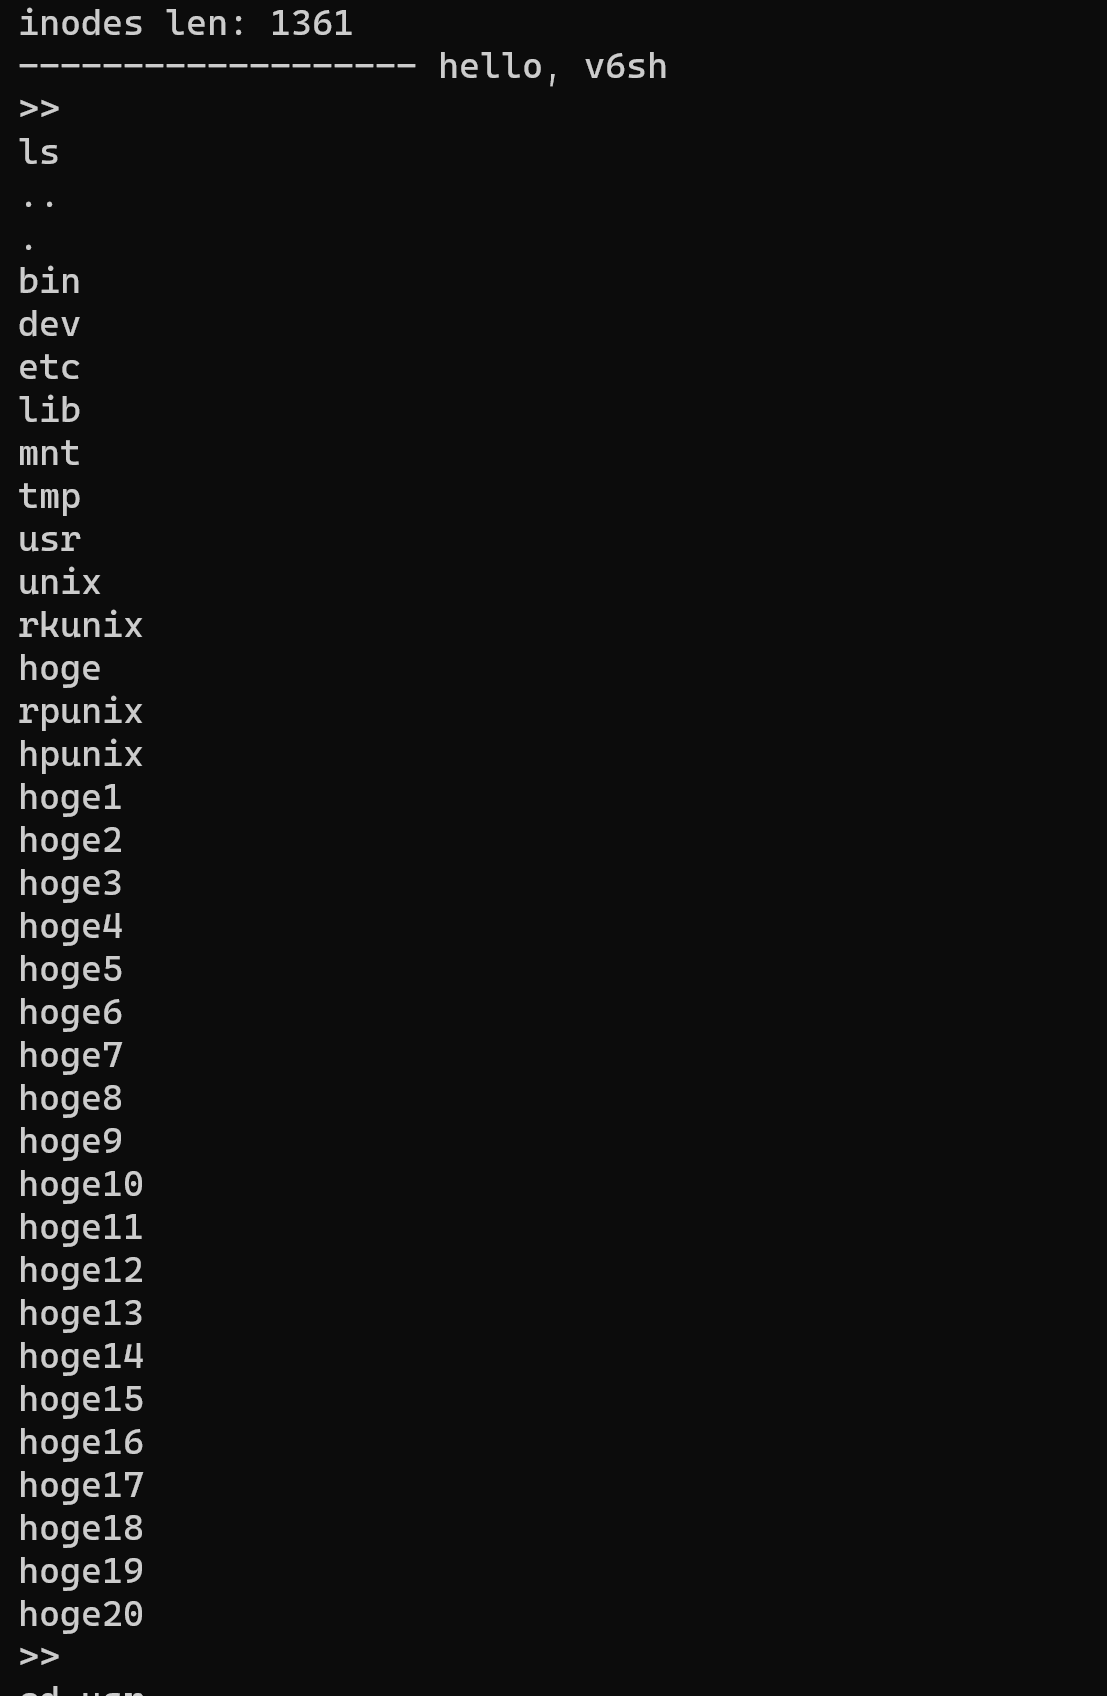 inodes len: 1361
------------------- hello, v6sh
>>
ls
..
.
bin
dev
etc
lib
mnt
tmp
usr
unix
rkunix
hoge
rpunix
hpunix
hoge1
hoge2
hoge3
hoge4
hoge5
hoge6
hoge7
hoge8
hoge9
hoge10
hoge11
hoge12
hoge13
hoge14
hoge15
hoge16
hoge17
hoge18
hoge19
hoge20
>>
cd usr